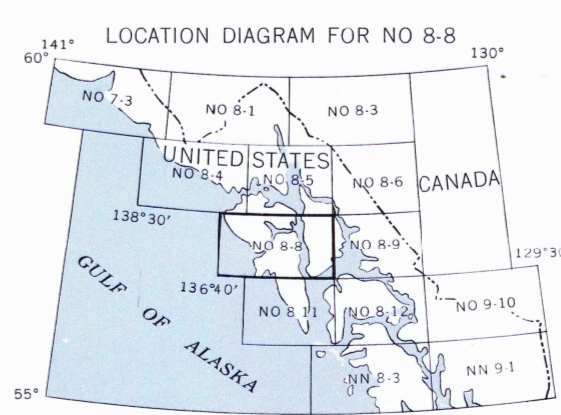 LOCATION DIAGRAM FOR NO 8-8
141°
60°
130°
NO 7-3
NO 8-1
NO 8-3
UNITED STATES
NO 8-4
NO 8-5
NO 8-6
CANADA
138°30′
NO 8-8
NO 8-9
129°30
136°40′
GULF OF ALASKA
NO 8 11
NO 8-12
NO 9-10
NN 8-3
NN 9-1
55°